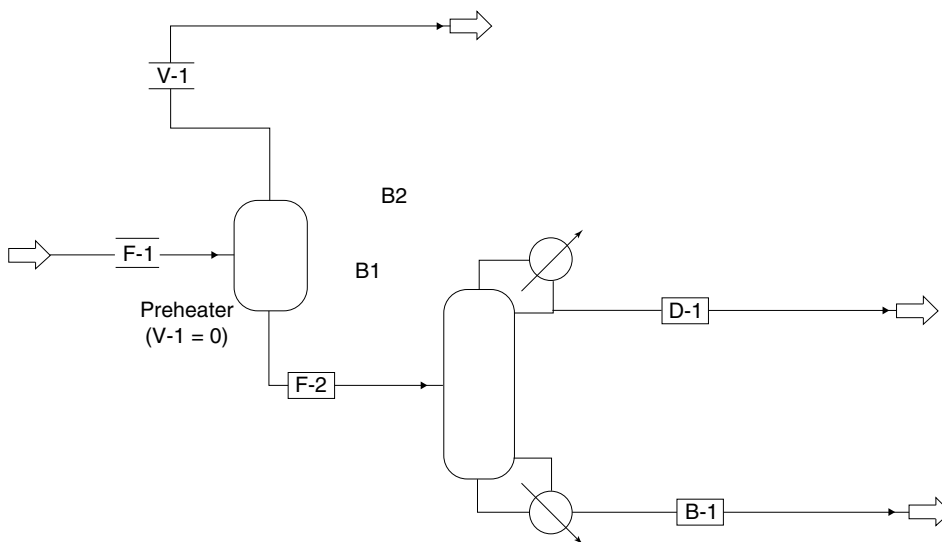 V-1
B2
F-1
B1
Preheater
(V-1 = 0)
D-1
F-2
B-1